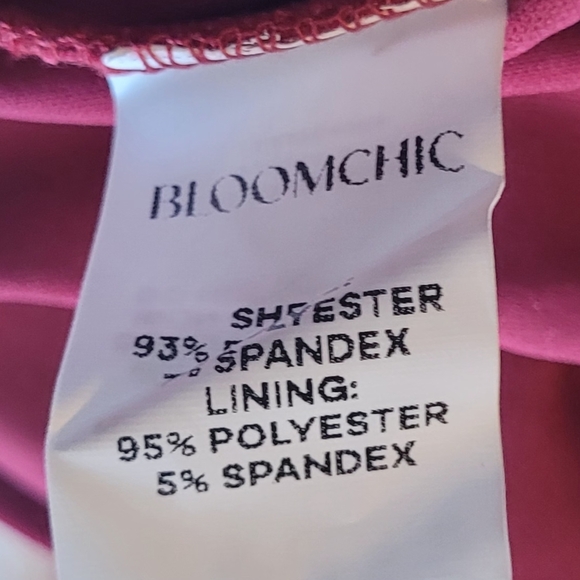 BLOOMCHIC
93%
SPANDEX
LINING:
95% POLYESTER
5% SPANDEX